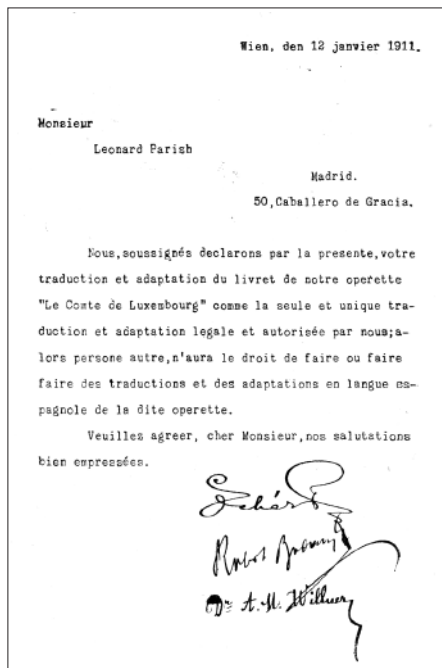 Wien, den 12 janvier 1911.
Monsieur
Leonard Parish
Madrid.
50,Caballero de Gracia.
Nous,soussignés declarons par la presente,votre
traduction et adaptation du livret de notre operette
"Le Comte de Luxembourg" comme la seule et unique tra-
duction et adaptation legale et autorisée par nous;a-
lors persone autre,n'aura le droit de faire ou faire
faire des traductions et des adaptations en langue es-
pagnole de la dite operette.
Veuillez agreer, cher Monsieur,nos salutations
bien empressées.
Lehár
Dr A. M. Willner